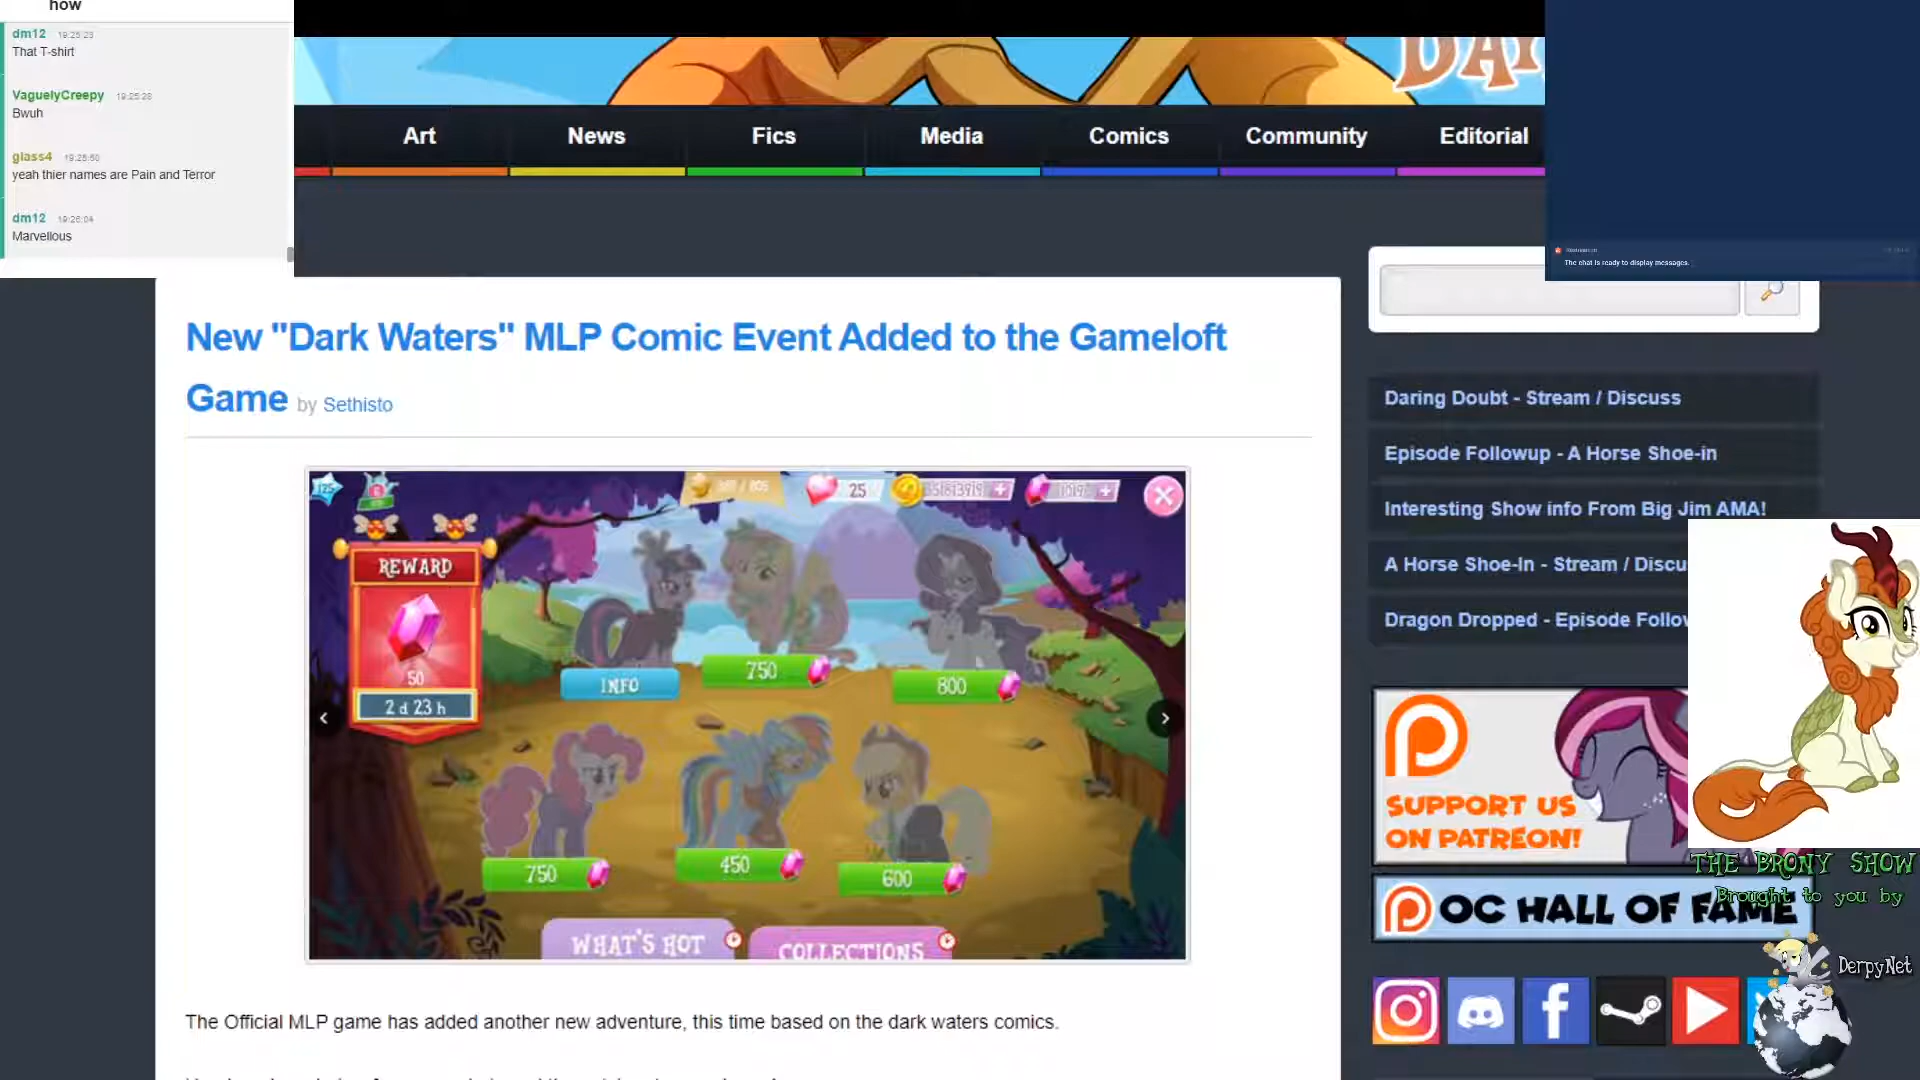 how
dm12 19:25:23
That T-shirt
VaguelyCreepy 19:25:28
Bwuh
glass4 19:25:50
yeah thier names are Pain and Terror
dm12 19:26:04
Marvellous
Art News Fics Media Comics Community Editorial
The chat is ready to display messages.
New "Dark Waters" MLP Comic Event Added to the Gameloft
Game by Sethisto
25
REWARD
50
2 d 23 h
INFO
750
800
750
450
600
WHAT'S HOT
COLLECTIONS
The Official MLP game has added another new adventure, this time based on the dark waters comics.
Daring Doubt - Stream / Discuss
Episode Followup - A Horse Shoe-in
Interesting Show info From Big Jim AMA!
A Horse Shoe-In - Stream / Discu
Dragon Dropped - Episode Follow
SUPPORT US
ON PATREON!
THE BRONY SHOW
Brought to you by
OC HALL OF FAME
DerpyNet